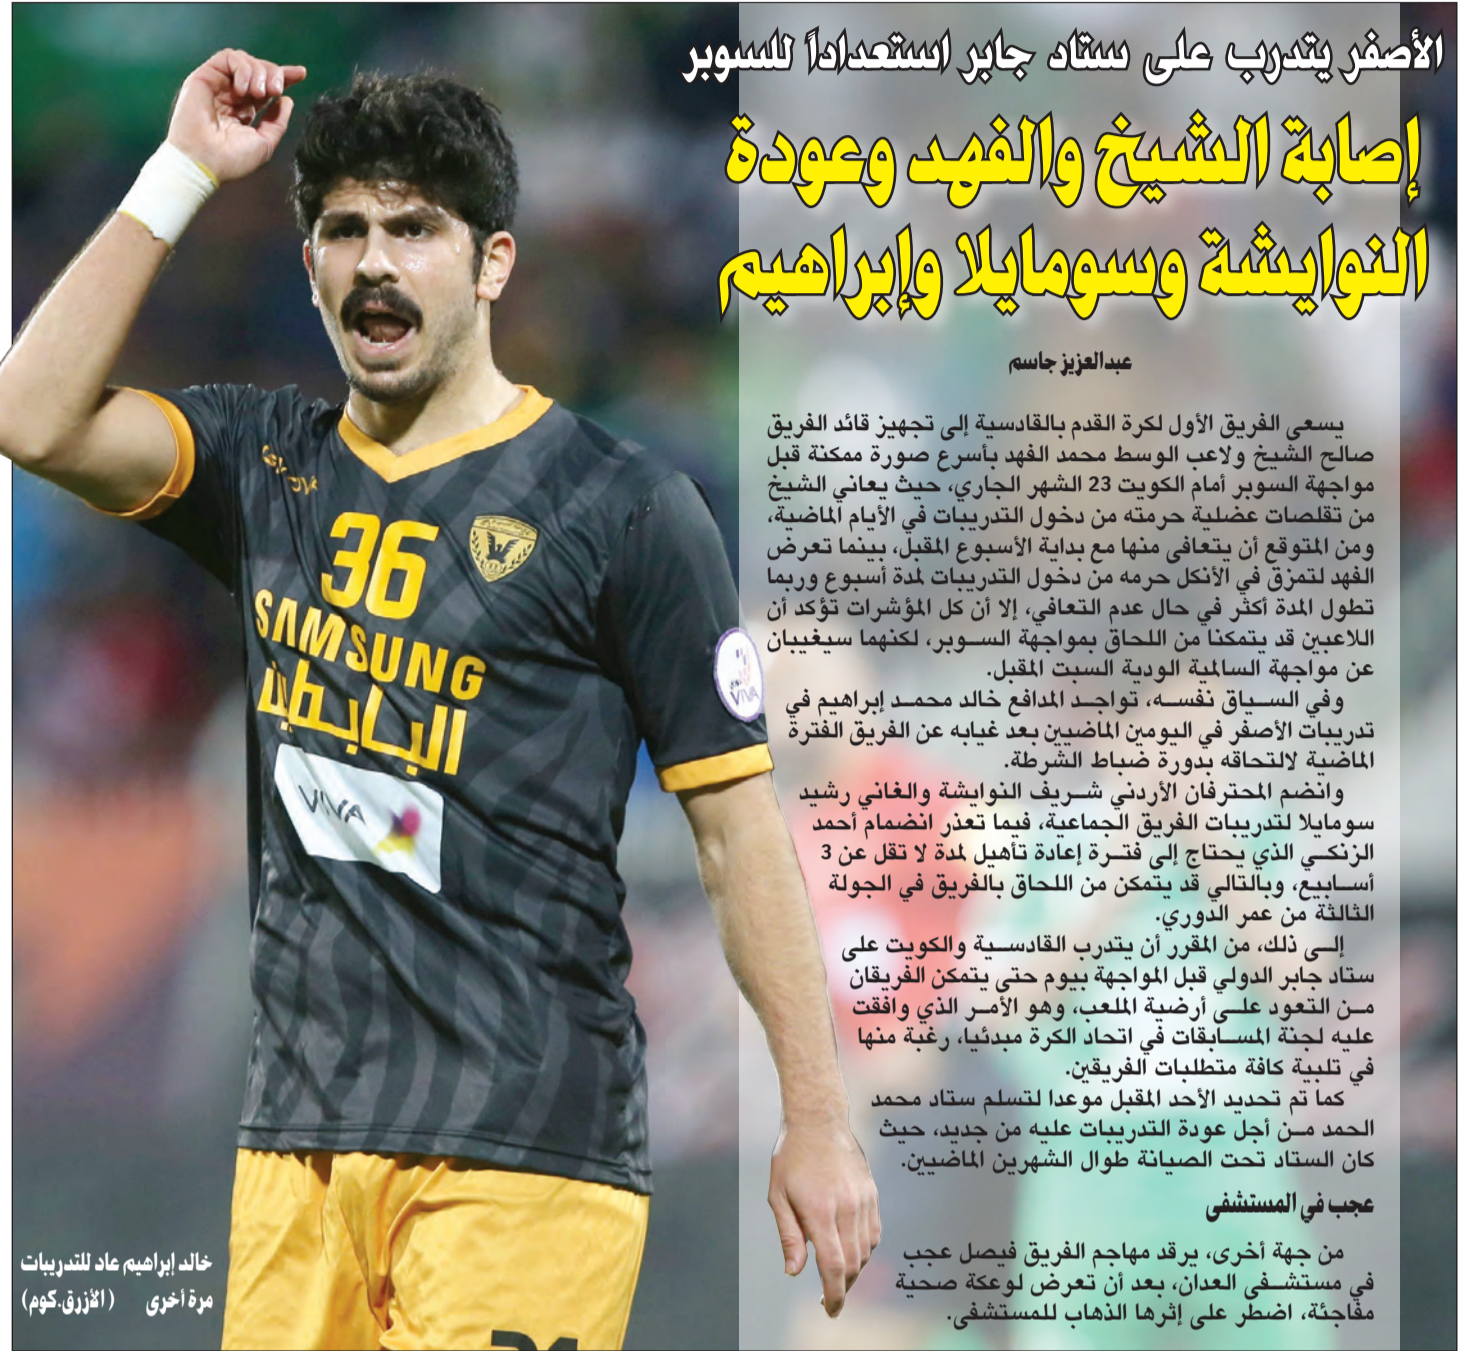 الأصفر يتدرب على ستاد جابر استعداداً للسوبر
إصابة الشيخ والفهد وعودة
النوايشة وسومايلا وإبراهيم
عبدالعزيز جاسم
يسعى الفريق الأول لكرة القدم بالقادسية إلى تجهيز قائد الفريق
صالح الشيخ ولاعب الوسط محمد الفهد بأسرع صورة ممكنة قبل
مواجهة السوبر أمام الكويت 23 الشهر الجاري، حيث يعاني الشيخ
من تقلصات عضلية حرمته من دخول التدريبات في الأيام الماضية،
ومن المتوقع أن يتعافى منها مع بداية الأسبوع المقبل، بينما تعرض
الفهد لتمزق في الأنكل حرمه من دخول التدريبات لمدة أسبوع وربما
تطول المدة أكثر في حال عدم التعافي، إلا أن كل المؤشرات تؤكد أن
اللاعبين قد يتمكنا من اللحاق بمواجهة السوبر، لكنهما سيغيبان
عن مواجهة السالمية الودية السبت المقبل.
وفي السياق نفسه، تواجد المدافع خالد محمد إبراهيم في
تدريبات الأصفر في اليومين الماضيين بعد غيابه عن الفريق الفترة
الماضية لالتحاقه بدورة ضباط الشرطة.
وانضم المحترفان الأردني شريف النوايشة والغاني رشيد
سومايلا لتدريبات الفريق الجماعية، فيما تعذر انضمام أحمد
الزنكي الذي يحتاج إلى فترة إعادة تأهيل لمدة لا تقل عن 3
أسابيع، وبالتالي قد يتمكن من اللحاق بالفريق في الجولة
الثالثة من عمر الدوري.
إلى ذلك، من المقرر أن يتدرب القادسية والكويت على
ستاد جابر الدولي قبل المواجهة بيوم حتى يتمكن الفريقان
من التعود على أرضية الملعب، وهو الأمر الذي وافقت
عليه لجنة المسابقات في اتحاد الكرة مبدئيا، رغبة منها
في تلبية كافة متطلبات الفريقين.
كما تم تحديد الأحد المقبل موعدا لتسلم ستاد محمد
الحمد من أجل عودة التدريبات عليه من جديد، حيث
كان الستاد تحت الصيانة طوال الشهرين الماضيين.
عجب في المستشفى
من جهة أخرى، يرقد مهاجم الفريق فيصل عجب
في مستشفى العدان، بعد أن تعرض لوعكة صحية
مفاجئة، اضطر على إثرها الذهاب للمستشفى.
36
SAMSUNG
البابطين
VIVA
VIVA
خالد إبراهيم عاد للتدريبات
مرة أخرى (الأزرق.كوم)